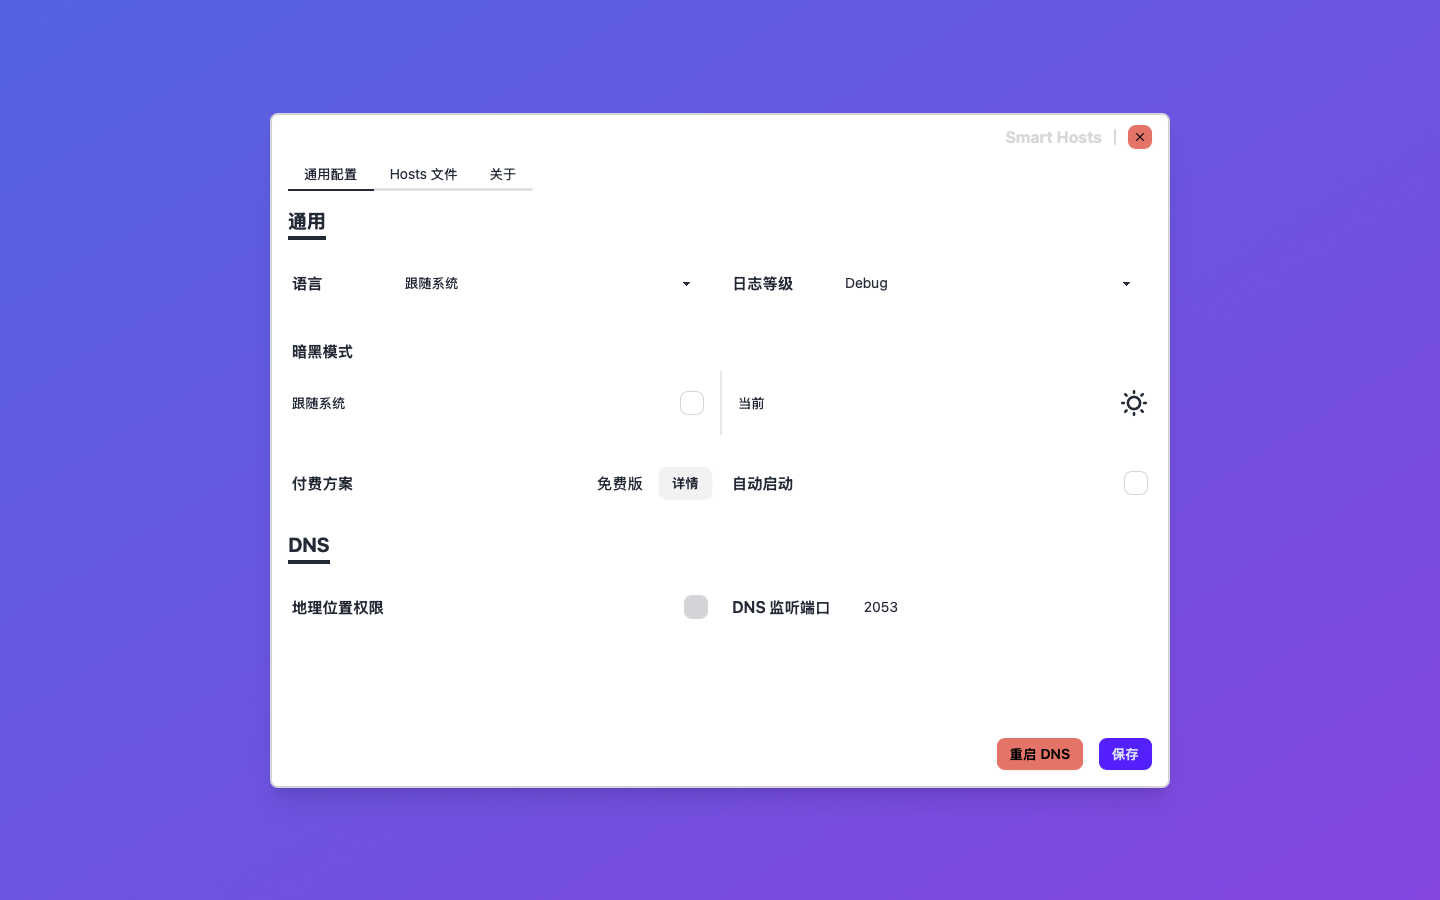 Smart Hosts
通用配置 Hosts 文件 关于
通用
语言 跟随系统 日志等级 Debug
暗黑模式
跟随系统 当前
付费方案 免费版 详情 自动启动
DNS
地理位置权限 DNS 监听端口 2053
重启 DNS 保存